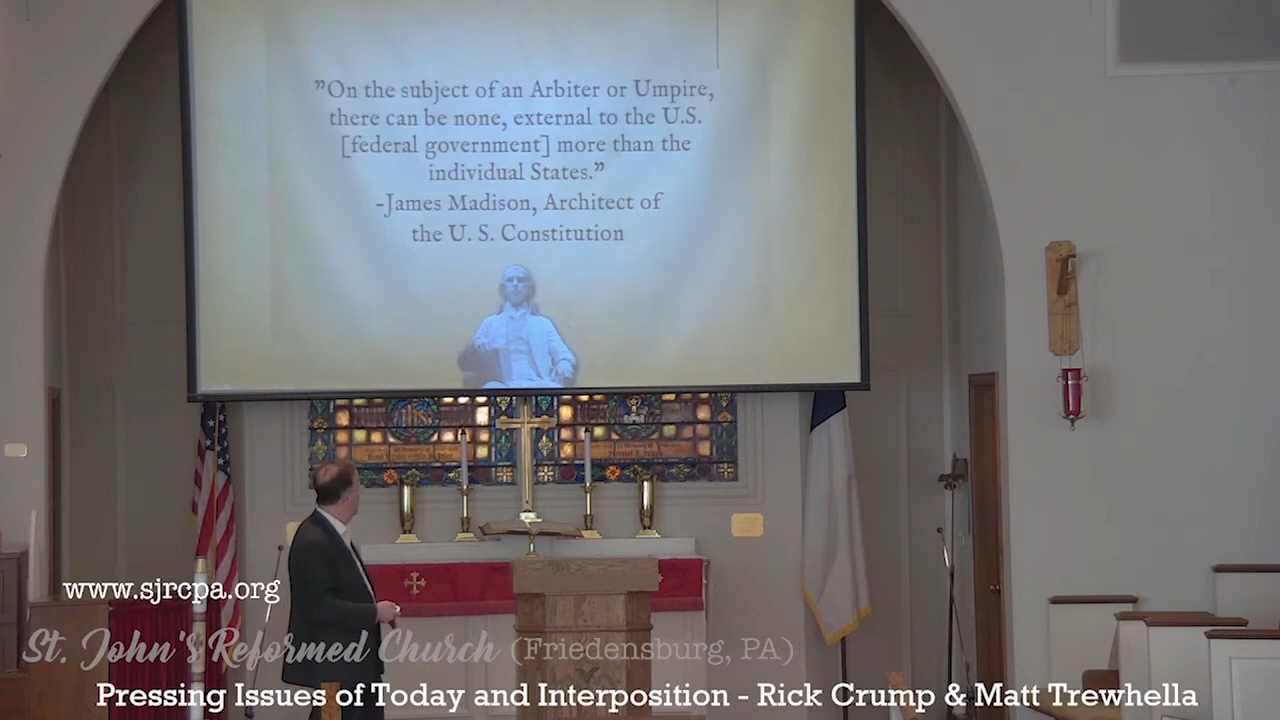 "On the subject of an Arbiter or Umpire,
there can be none, external to the U.S.
[federal government] more than the
individual States."
-James Madison, Architect of
the U. S. Constitution
www.sjrcpa.org
St. John's Reformed Church (Friedensburg, PA)
Pressing Issues of Today and Interposition - Rick Crump & Matt Trewhella